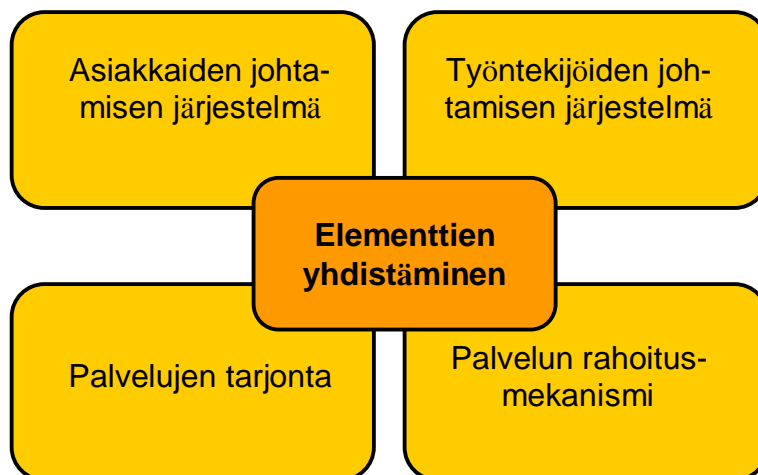 Asiakkaiden johta-
misen järjestelmä
Työntekijöiden joh-
tamisen järjestelmä
Elementtien
yhdistäminen
Palvelujen tarjonta
Palvelun rahoitus-
mekanismi